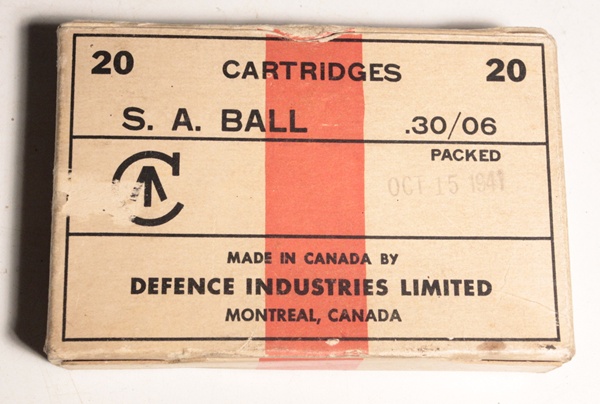 20 CARTRIDGES 20
S. A. BALL .30/06
PACKED
OCT 15 1941
MADE IN CANADA BY
DEFENCE INDUSTRIES LIMITED
MONTREAL, CANADA